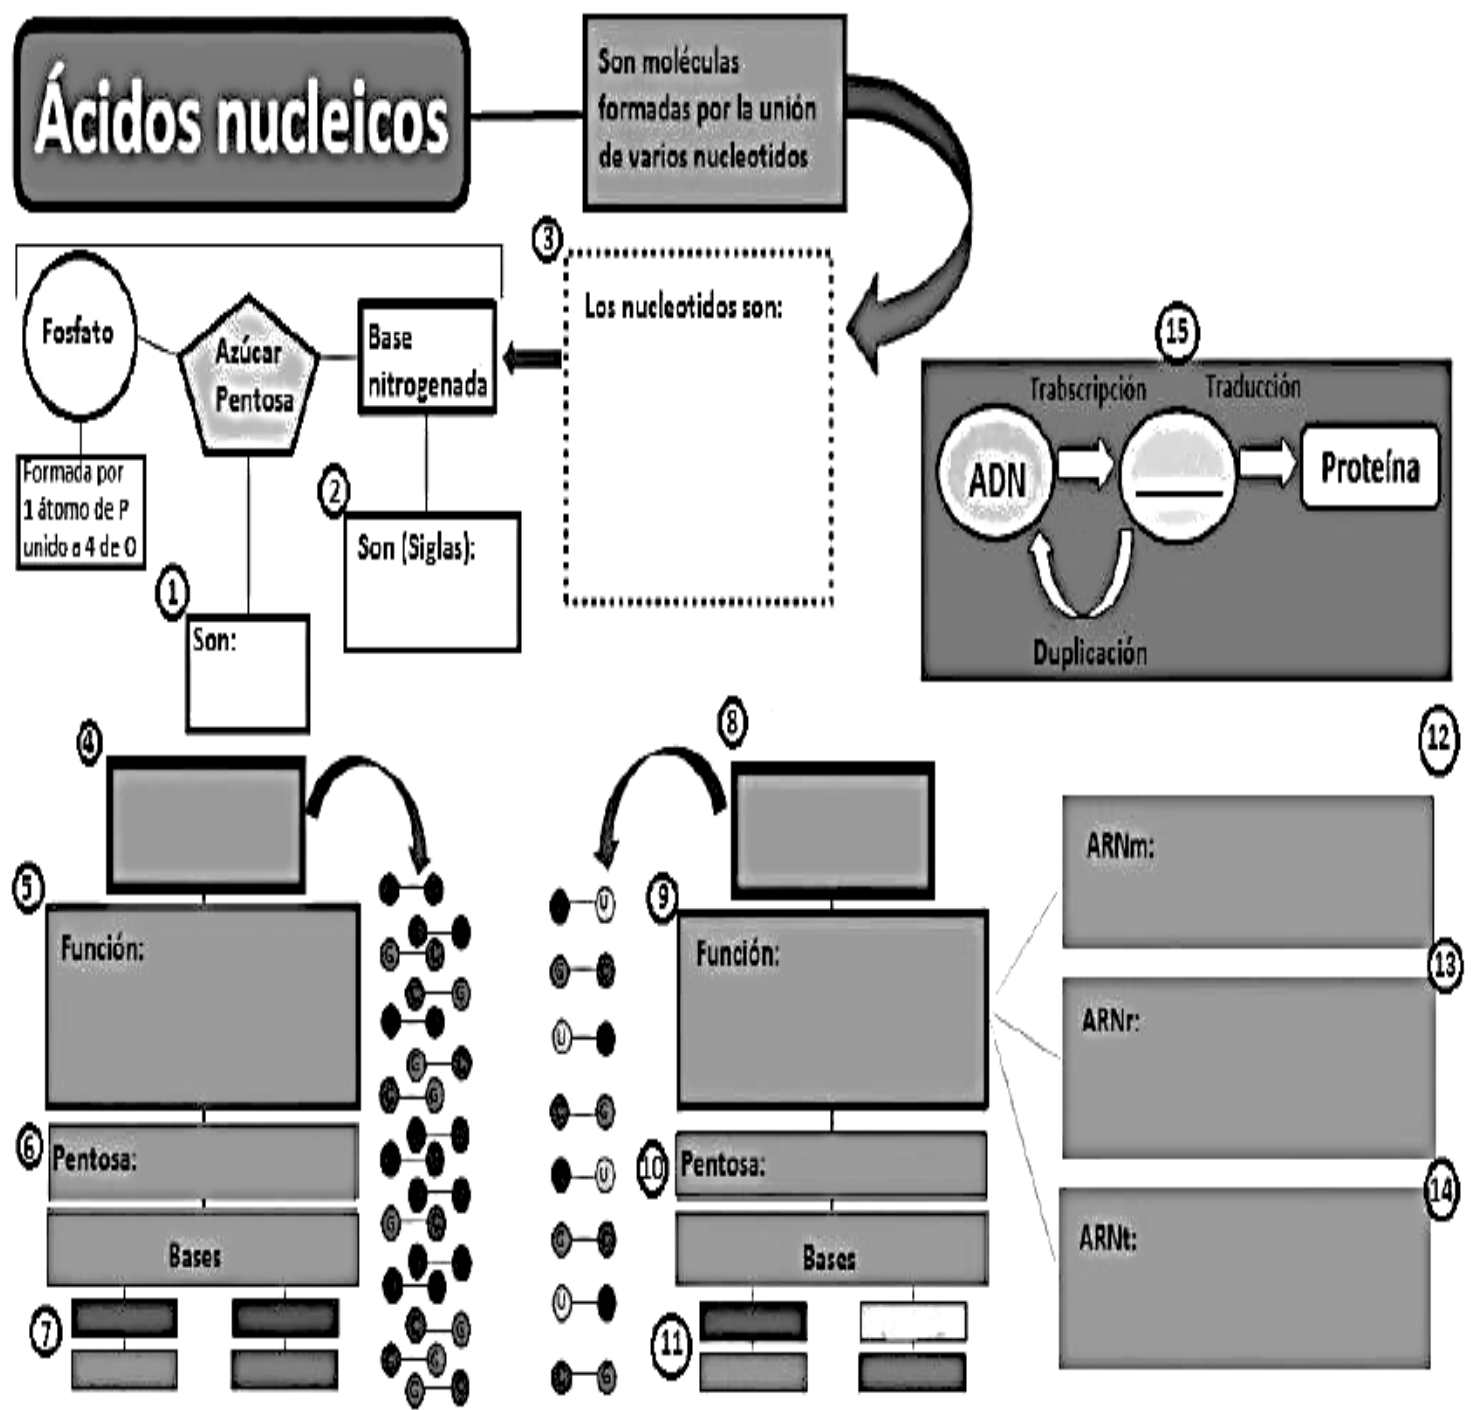 Ácidos nucleicos
Son moléculas
formadas por la unión
de varios nucleotidos
3
Los nucleotidos son:
Fosfato
Azúcar
Pentosa
Base
nitrogenada
Formada por
1 átomo de P
unido a 4 de O
2
Son (Siglas):
1
Son:
15
Trabscripción
Traducción
ADN
Proteína
Duplicación
4
5
Función:
6
Pentosa:
Bases
7
G
G
G
C
G
G
C
G
G
G
8
U
G
U
G
U
G
U
G
9
Función:
10
Pentosa:
Bases
11
12
ARNm:
13
ARNr:
14
ARNt: